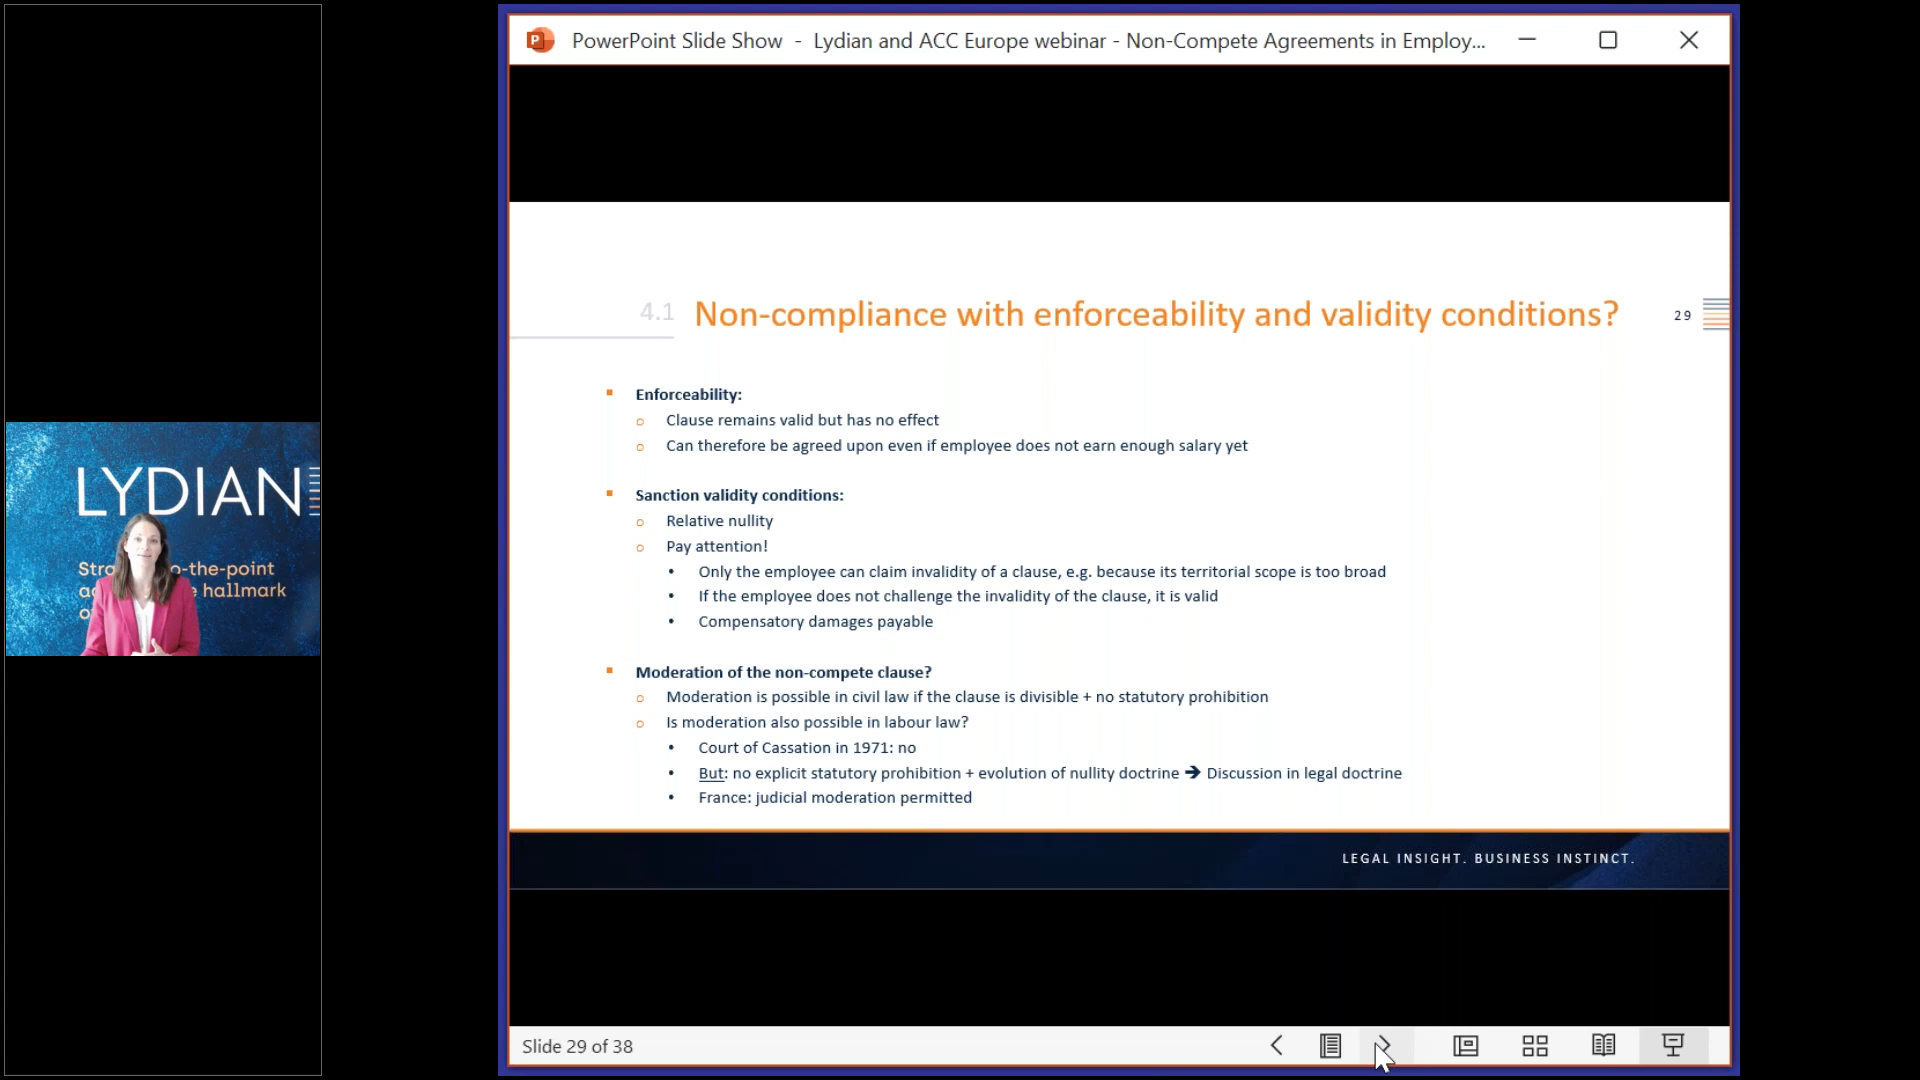 PowerPoint Slide Show - Lydian and ACC Europe webinar - Non-Compete Agreements in Employ...
4.1 Non-compliance with enforceability and validity conditions? 29
Enforceability:
Clause remains valid but has no effect
Can therefore be agreed upon even if employee does not earn enough salary yet
Sanction validity conditions:
Relative nullity
Pay attention!
Only the employee can claim invalidity of a clause, e.g. because its territorial scope is too broad
If the employee does not challenge the invalidity of the clause, it is valid
Compensatory damages payable
Moderation of the non-compete clause?
Moderation is possible in civil law if the clause is divisible + no statutory prohibition
Is moderation also possible in labour law?
Court of Cassation in 1971: no
But: no explicit statutory prohibition + evolution of nullity doctrine ➔ Discussion in legal doctrine
France: judicial moderation permitted
LEGAL INSIGHT. BUSINESS INSTINCT.
Slide 29 of 38
LYDIAN
-the-point
hallmark